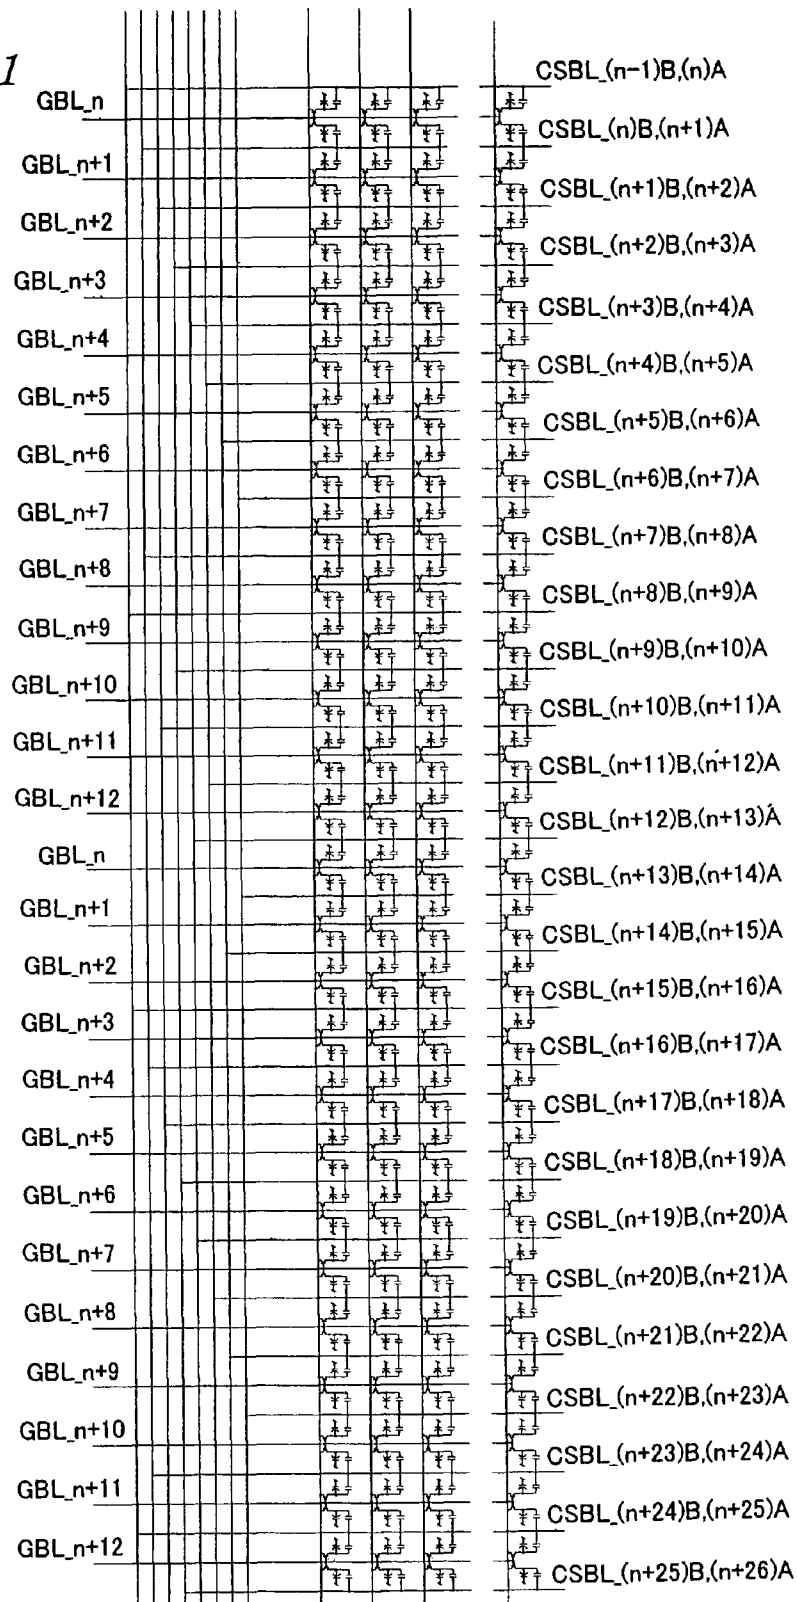 1
CSBL_(n-1)B,(n)A
GBL_n
CSBL_(n)B,(n+1)A
GBL_n+1
CSBL_(n+1)B,(n+2)A
GBL_n+2
CSBL_(n+2)B,(n+3)A
GBL_n+3
CSBL_(n+3)B,(n+4)A
GBL_n+4
CSBL_(n+4)B,(n+5)A
GBL_n+5
CSBL_(n+5)B,(n+6)A
GBL_n+6
CSBL_(n+6)B,(n+7)A
GBL_n+7
CSBL_(n+7)B,(n+8)A
GBL_n+8
CSBL_(n+8)B,(n+9)A
GBL_n+9
CSBL_(n+9)B,(n+10)A
GBL_n+10
CSBL_(n+10)B,(n+11)A
GBL_n+11
CSBL_(n+11)B,(n+12)A
GBL_n+12
CSBL_(n+12)B,(n+13)A
GBL_n
CSBL_(n+13)B,(n+14)A
GBL_n+1
CSBL_(n+14)B,(n+15)A
GBL_n+2
CSBL_(n+15)B,(n+16)A
GBL_n+3
CSBL_(n+16)B,(n+17)A
GBL_n+4
CSBL_(n+17)B,(n+18)A
GBL_n+5
CSBL_(n+18)B,(n+19)A
GBL_n+6
CSBL_(n+19)B,(n+20)A
GBL_n+7
CSBL_(n+20)B,(n+21)A
GBL_n+8
CSBL_(n+21)B,(n+22)A
GBL_n+9
CSBL_(n+22)B,(n+23)A
GBL_n+10
CSBL_(n+23)B,(n+24)A
GBL_n+11
CSBL_(n+24)B,(n+25)A
GBL_n+12
CSBL_(n+25)B,(n+26)A